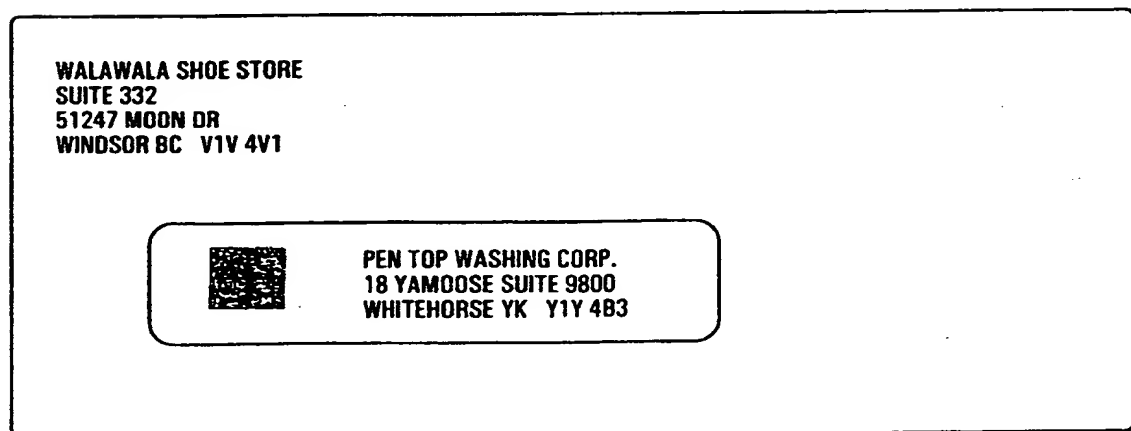 WALAWALA SHOE STORE
SUITE 332
51247 MOON DR
WINDSOR BC V1V 4V1
PEN TOP WASHING CORP.
18 YAMOOSE SUITE 9800
WHITEHORSE YK Y1Y 4B3